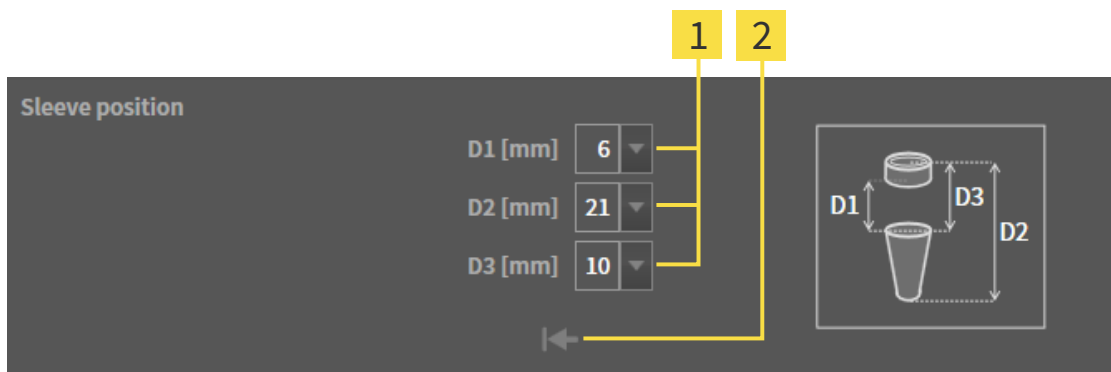 1 2
Sleeve position
D1 [mm] 6
D2 [mm] 21
D3 [mm] 10
D1 D3
D2